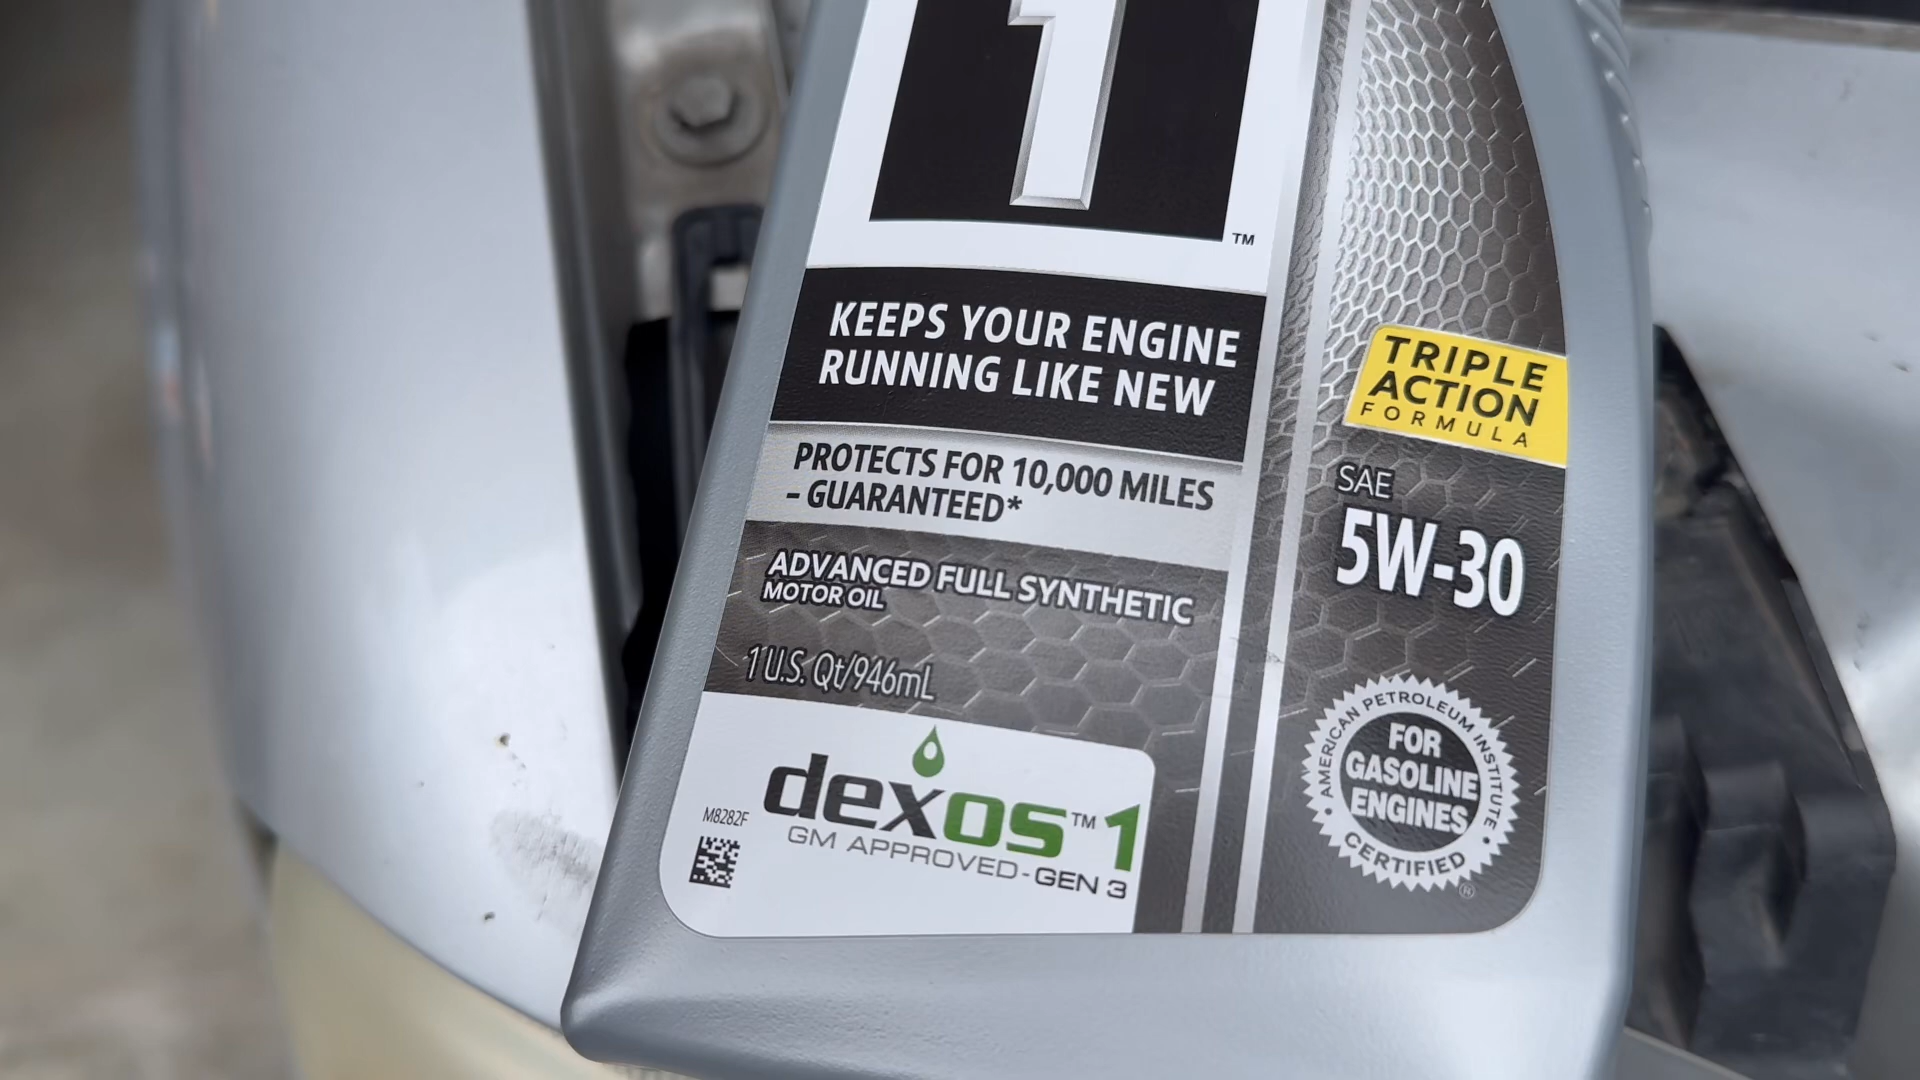 1
TM
KEEPS YOUR ENGINE
RUNNING LIKE NEW
PROTECTS FOR 10,000 MILES
– GUARANTEED*
ADVANCED FULL SYNTHETIC
MOTOR OIL
1 U.S. Qt/946mL
dexos™1
GM APPROVED-GEN 3
M8282F
TRIPLE
ACTION
FORMULA
SAE
5W-30
AMERICAN PETROLEUM INSTITUTE
FOR
GASOLINE
ENGINES
CERTIFIED
®